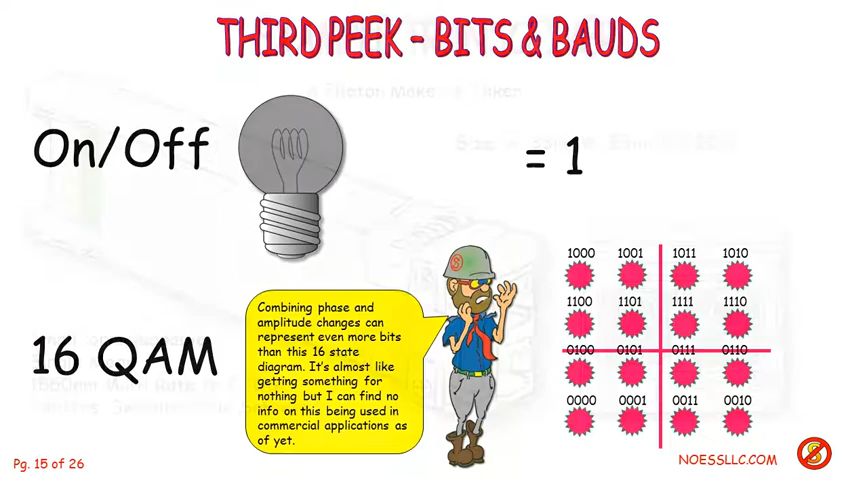 THIRD PEEK - BITS & BAUDS
On/Off
= 1
16 QAM
Combining phase and
amplitude changes can
represent even more bits
than this 16 state
diagram. It's almost like
getting something for
nothing but I can find no
info on this being used in
commercial applications as
of yet.
1000 1001 1011 1010
1100 1101 1111 1110
0100 0101 0111 0110
0000 0001 0011 0010
Pg. 15 of 26
NOESSLLC.COM
S